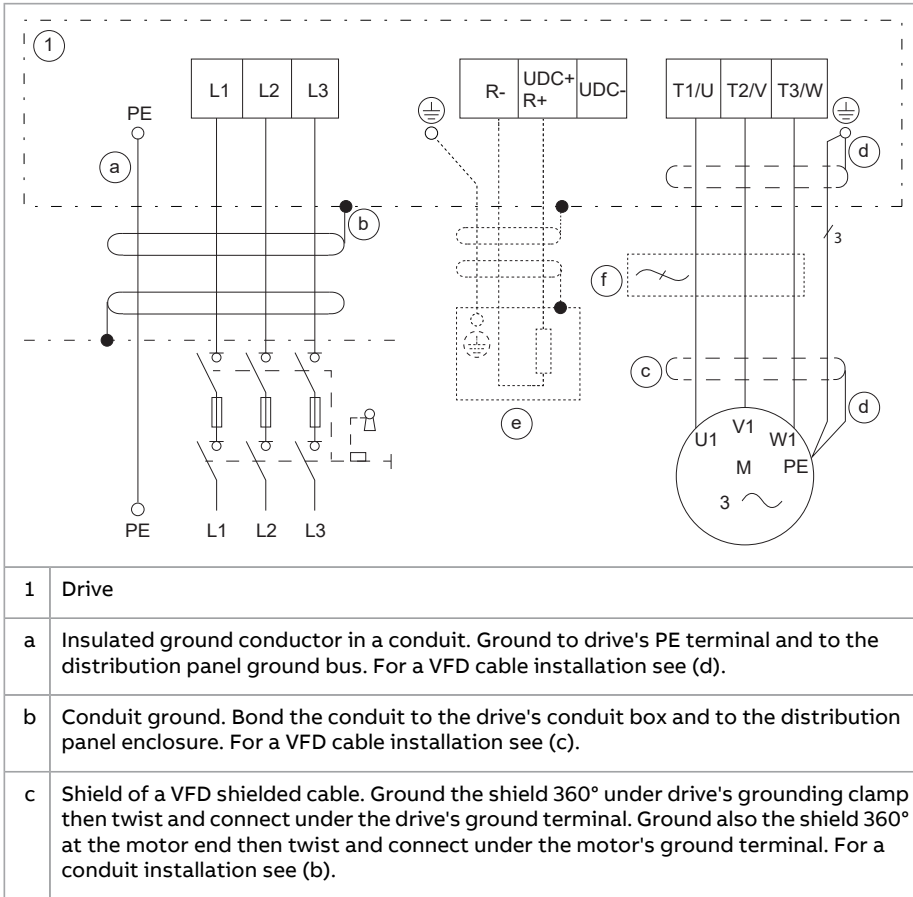 1
L1 L2 L3
R- UDC+ R+ UDC-
T1/U T2/V T3/W
PE
a
d
b
3
f
c
e
d
U1 V1 W1
M PE
3
PE L1 L2 L3
1 Drive
a Insulated ground conductor in a conduit. Ground to drive's PE terminal and to the
distribution panel ground bus. For a VFD cable installation see (d).
b Conduit ground. Bond the conduit to the drive's conduit box and to the distribution
panel enclosure. For a VFD cable installation see (c).
c Shield of a VFD shielded cable. Ground the shield 360° under drive's grounding clamp
then twist and connect under the drive's ground terminal. Ground also the shield 360°
at the motor end then twist and connect under the motor's ground terminal. For a
conduit installation see (b).